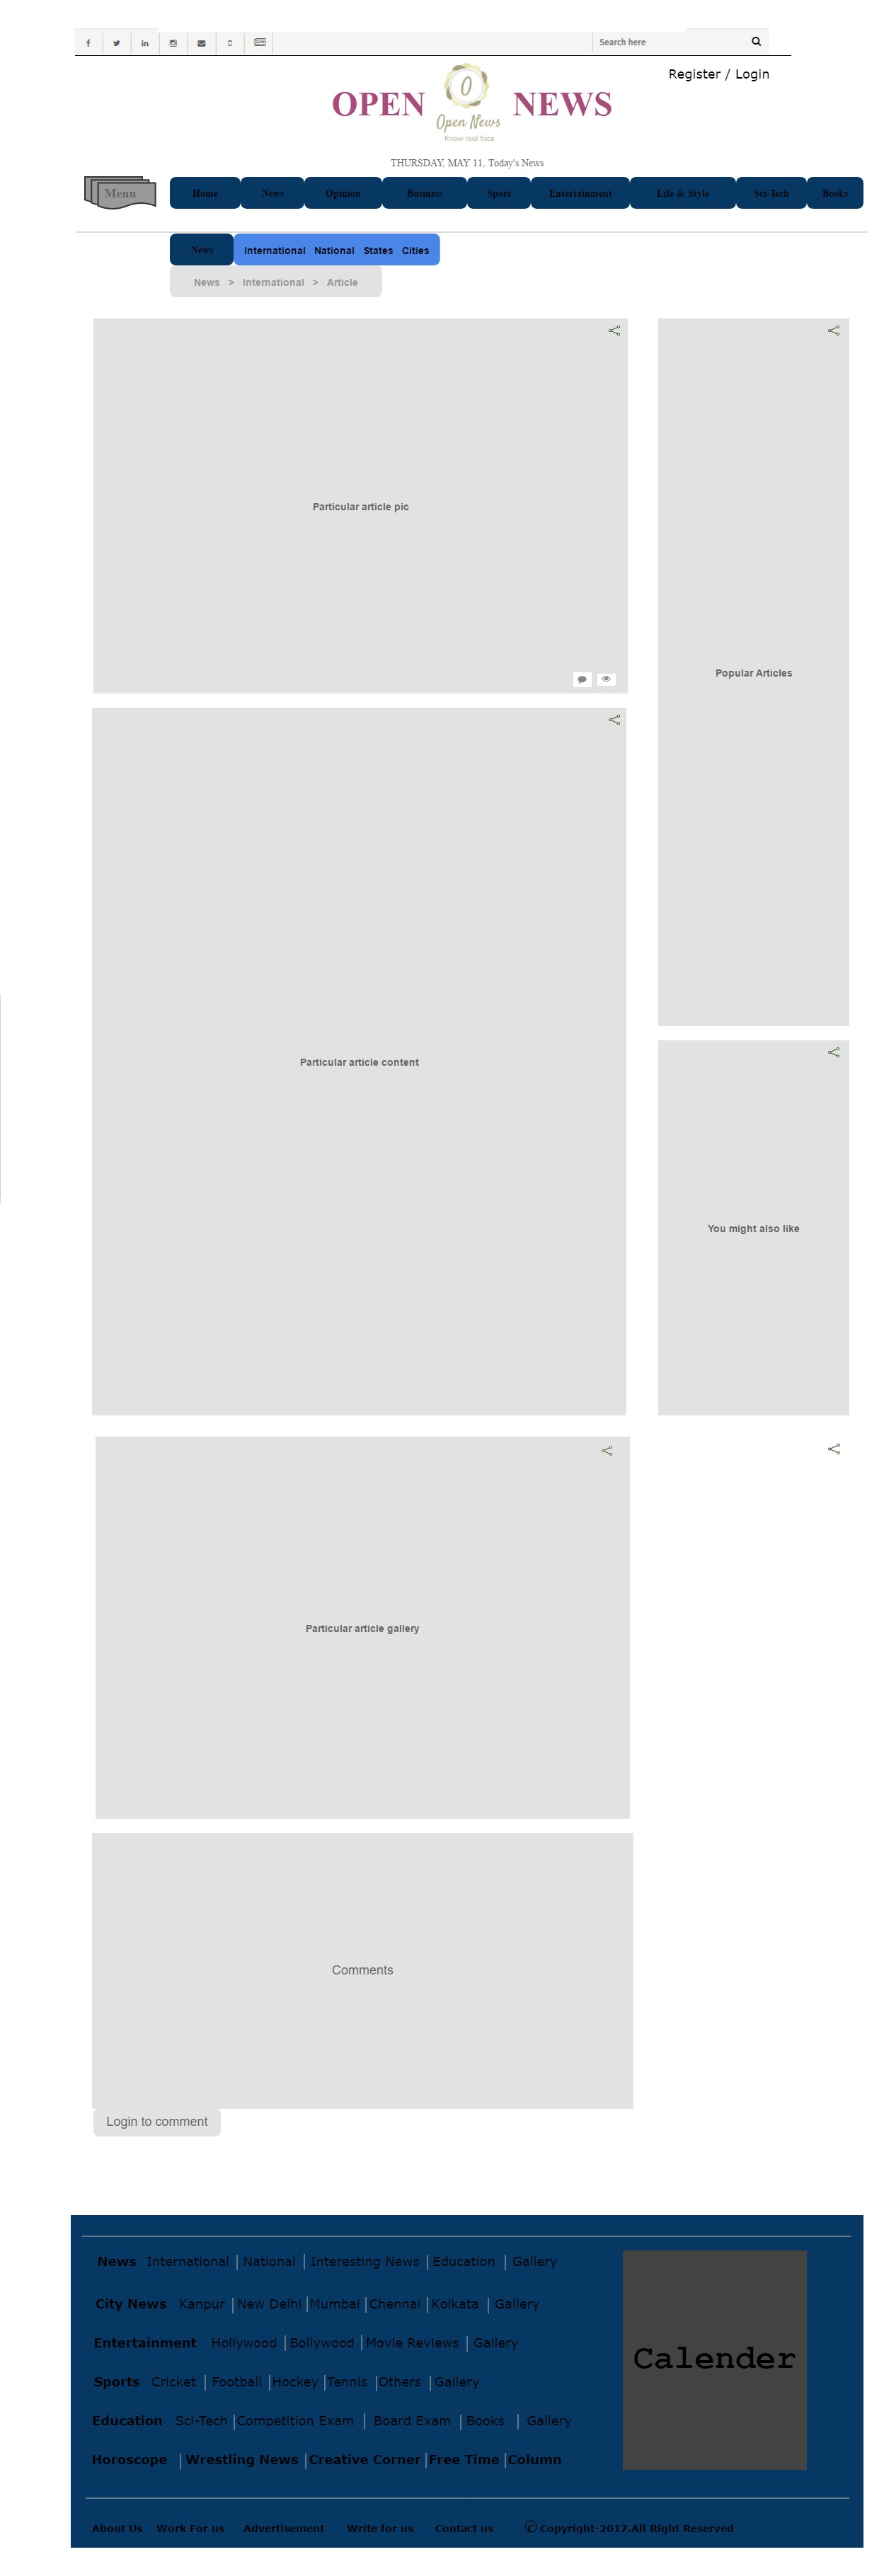 Search here
Register / Login
OPEN NEWS
0
Open News
Know real face
THURSDAY, MAY 11, Today's News
Menu Home News Opinion Business Sport Entertainment Life & Style Sci-Tech Books
News International National States Cities
News > International > Article
Particular article pic
Popular Articles
Particular article content
You might also like
Particular article gallery
Comments
Login to comment
News International | National | Interesting News | Education | Gallery
City News Kanpur | New Delhi | Mumbai | Chennai | Kolkata | Gallery
Entertainment Hollywood | Bollywood | Movie Reviews | Gallery
Calender
Sports Cricket | Football | Hockey | Tennis | Others | Gallery
Education Sci-Tech | Competition Exam | Board Exam | Books | Gallery
Horoscope | Wrestling News | Creative Corner | Free Time | Column
About Us Work For us Advertisement Write for us Contact us © Copyright-2017.All Right Reserved